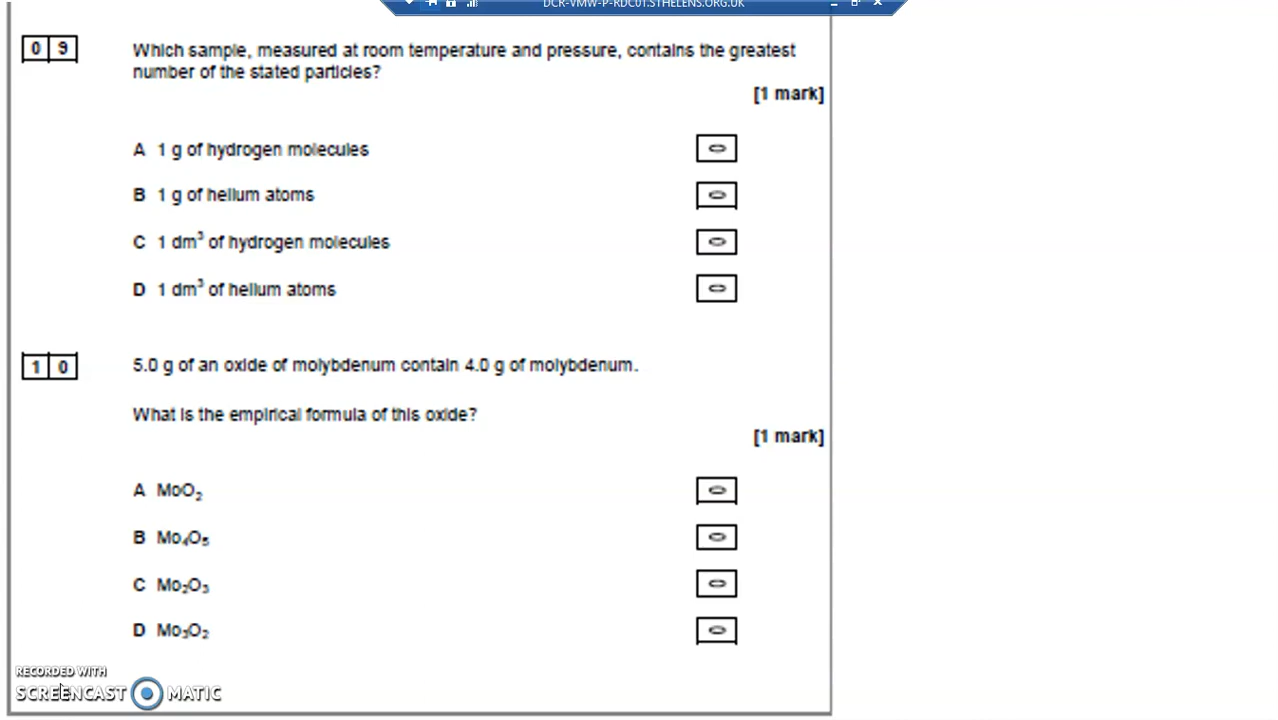 DCR-VMW-P-RDC01.STHELENS.ORG.UK
0 9 Which sample, measured at room temperature and pressure, contains the greatest
number of the stated particles?
[1 mark]
A 1 g of hydrogen molecules
B 1 g of helium atoms
C 1 dm³ of hydrogen molecules
D 1 dm³ of helium atoms
1 0 5.0 g of an oxide of molybdenum contain 4.0 g of molybdenum.
What is the empirical formula of this oxide?
[1 mark]
A MoO₂
B Mo₄O₅
C Mo₂O₃
D Mo₃O₂
RECORDED WITH
SCREENCAST MATIC